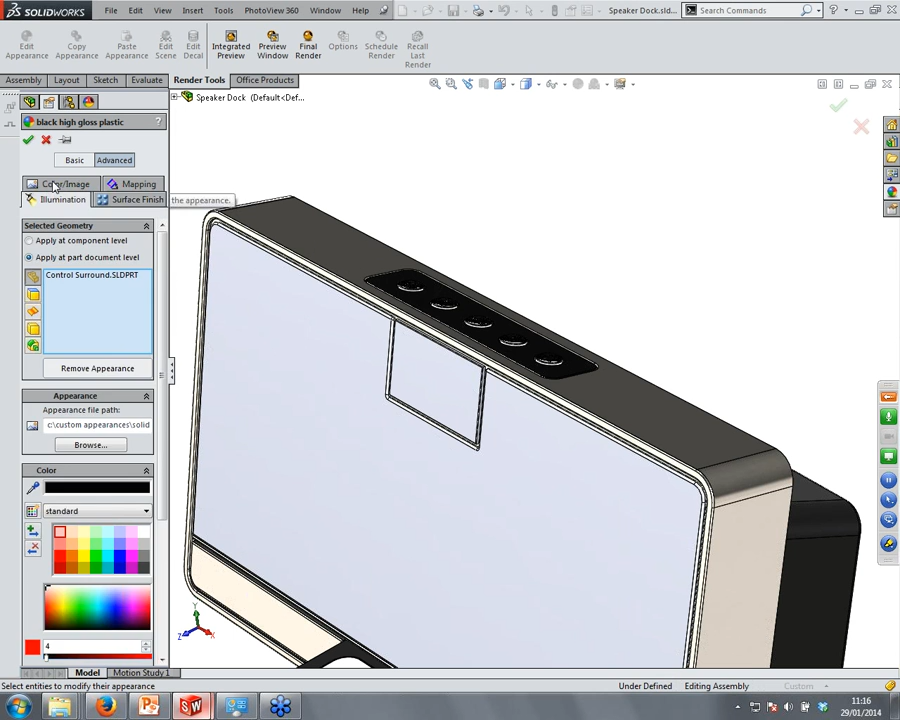 SOLIDWORKS File Edit View Insert Tools PhotoView 360 Window Help Speaker Dock.sld... Search Commands
Edit Appearance Copy Appearance Paste Appearance Edit Scene Edit Decal Integrated Preview Preview Window Final Render Options Schedule Render Recall Last Render
Assembly Layout Sketch Evaluate Render Tools Office Products
Speaker Dock (Default<Def...
black high gloss plastic ?
Basic Advanced
Color/Image Mapping
Illumination Surface Finish the appearance.
Selected Geometry
Apply at component level
Apply at part document level
Control Surround.SLDPRT
Remove Appearance
Appearance
Appearance file path:
c:\custom appearances\solid
Browse...
Color
standard
Y
Z X
4
Model Motion Study 1
Select entities to modify their appearance Under Defined Editing Assembly Custom
11:16
29/01/2014